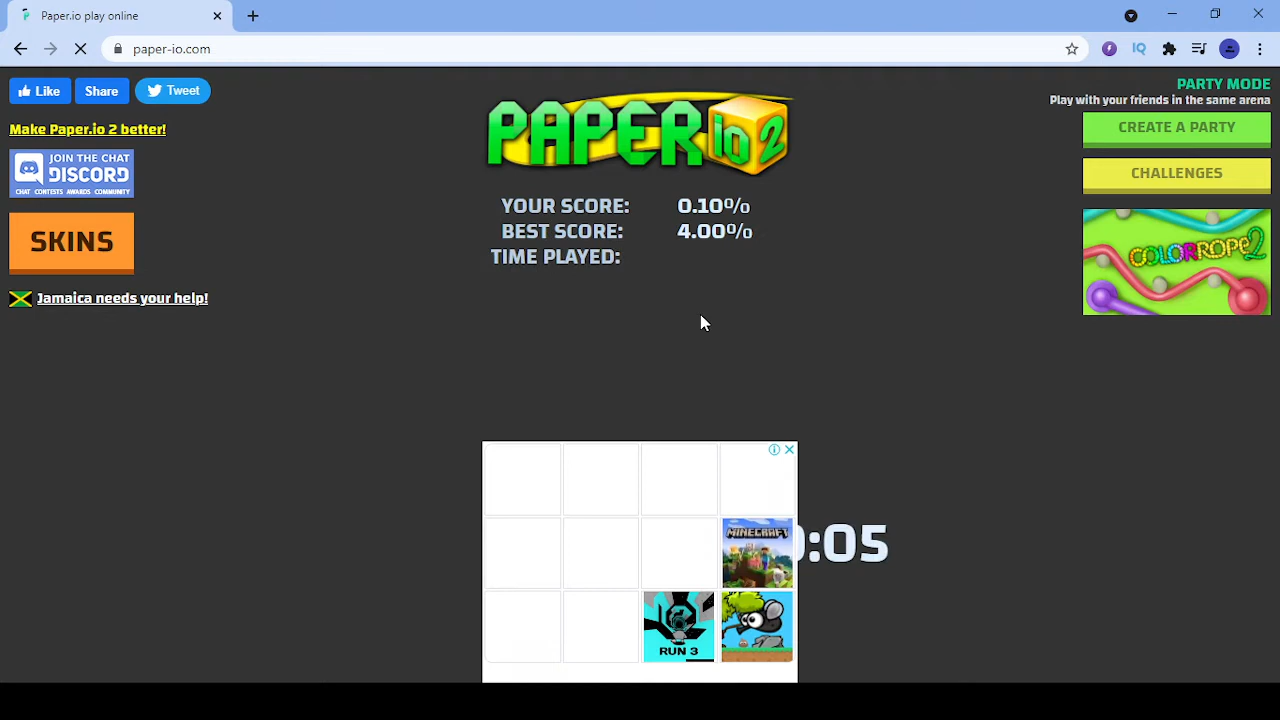 Paper.io play online
paper-io.com
Like
Share
Tweet
Make Paper.io 2 better!
JOIN THE CHAT
DISCORD
CHAT CONTESTS AWARDS COMMUNITY
SKINS
Jamaica needs your help!
PAPER io 2
YOUR SCORE: 0.10%
BEST SCORE: 4.00%
TIME PLAYED:
PARTY MODE
Play with your friends in the same arena
CREATE A PARTY
CHALLENGES
COLORROPE 2
MINECRAFT
:05
RUN 3